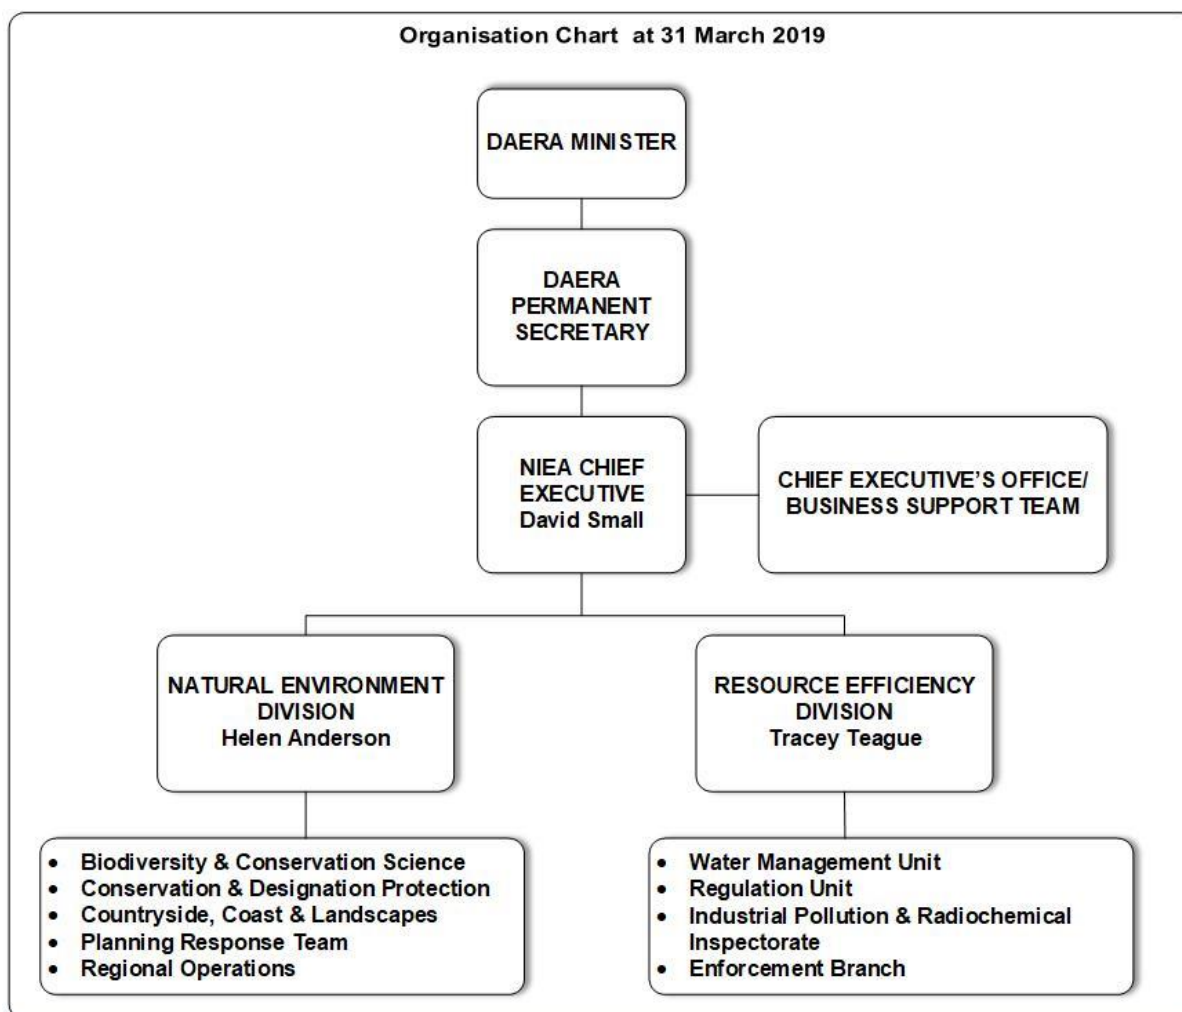 Organisation Chart at 31 March 2019
DAERA MINISTER
DAERA
PERMANENT
SECRETARY
NIEA CHIEF
EXECUTIVE
David Small
CHIEF EXECUTIVE’S OFFICE/
BUSINESS SUPPORT TEAM
NATURAL ENVIRONMENT
DIVISION
Helen Anderson
RESOURCE EFFICIENCY
DIVISION
Tracey Teague
• Biodiversity & Conservation Science
• Conservation & Designation Protection
• Countryside, Coast & Landscapes
• Planning Response Team
• Regional Operations
• Water Management Unit
• Regulation Unit
• Industrial Pollution & Radiochemical
Inspectorate
• Enforcement Branch